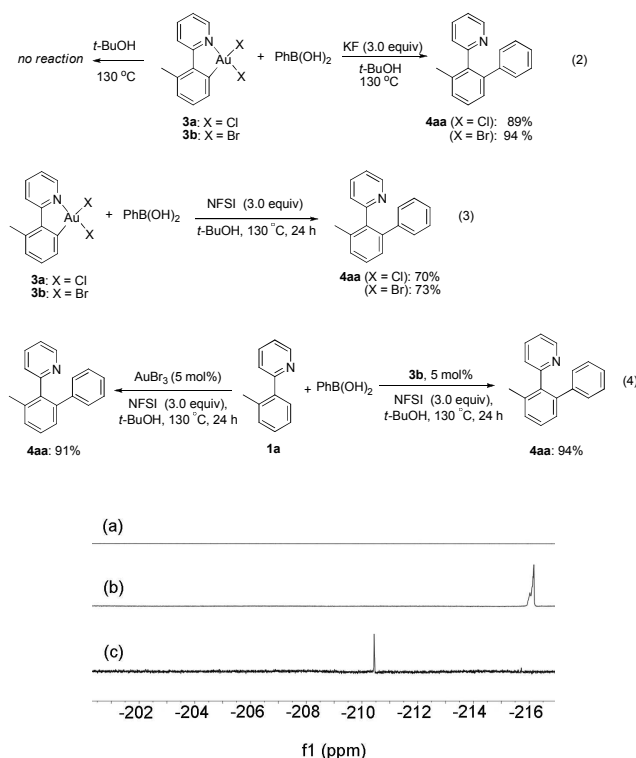 no reaction
t-BuOH
130 °C
N
Au
X
X
+ PhB(OH)2
KF (3.0 equiv)
t-BuOH
130 °C
N
(2)
3a: X = Cl
3b: X = Br
4aa (X = Cl): 89%
(X = Br): 94 %
N
Au
X
X
+ PhB(OH)2
NFSI (3.0 equiv)
t-BuOH, 130 °C, 24 h
N
(3)
3a: X = Cl
3b: X = Br
4aa (X = Cl): 70%
(X = Br): 73%
N
AuBr3 (5 mol%)
NFSI (3.0 equiv),
t-BuOH, 130 °C, 24 h
N
+ PhB(OH)2
3b, 5 mol%
NFSI (3.0 equiv),
t-BuOH, 130 °C, 24 h
N
(4)
4aa: 91%
1a
4aa: 94%
(a)
(b)
(c)
-202 -204 -206 -208 -210 -212 -214 -216
f1 (ppm)